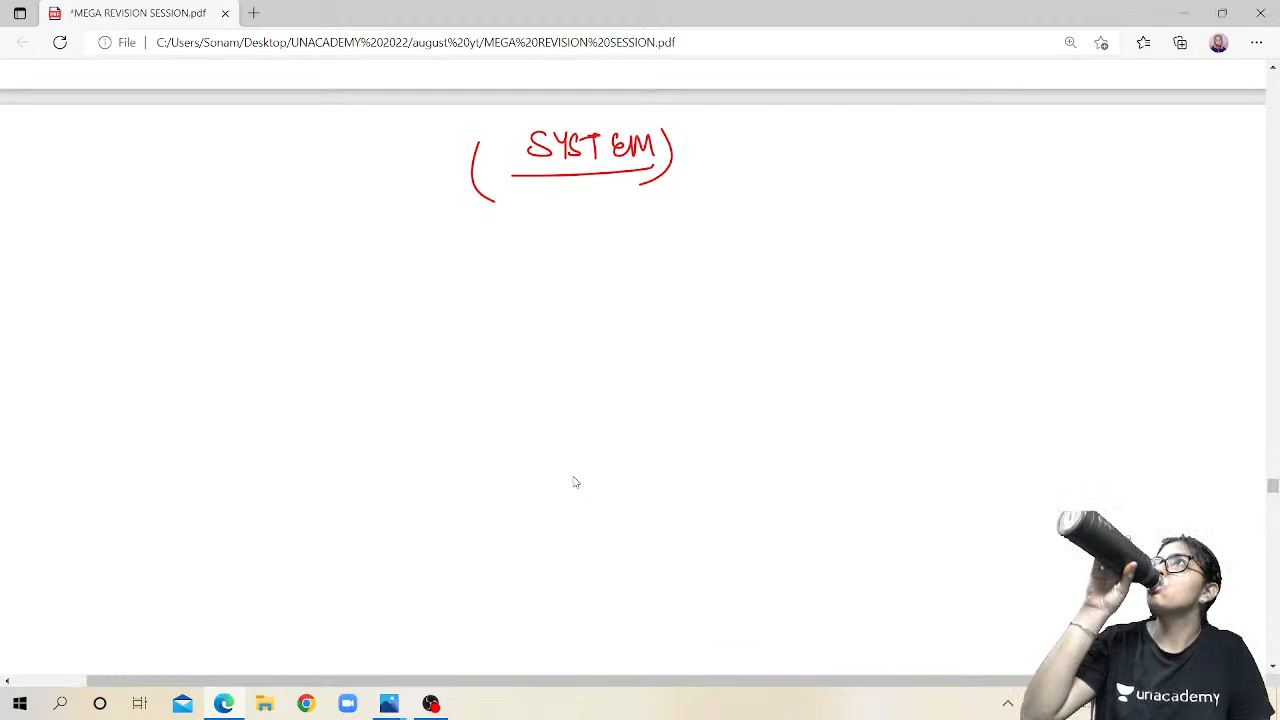 *MEGA REVISION SESSION.pdf
File | C:/Users/Sonam/Desktop/UNACADEMY%202022/august%20yt/MEGA%20REVISION%20SESSION.pdf
( SYSTEM )
unacademy